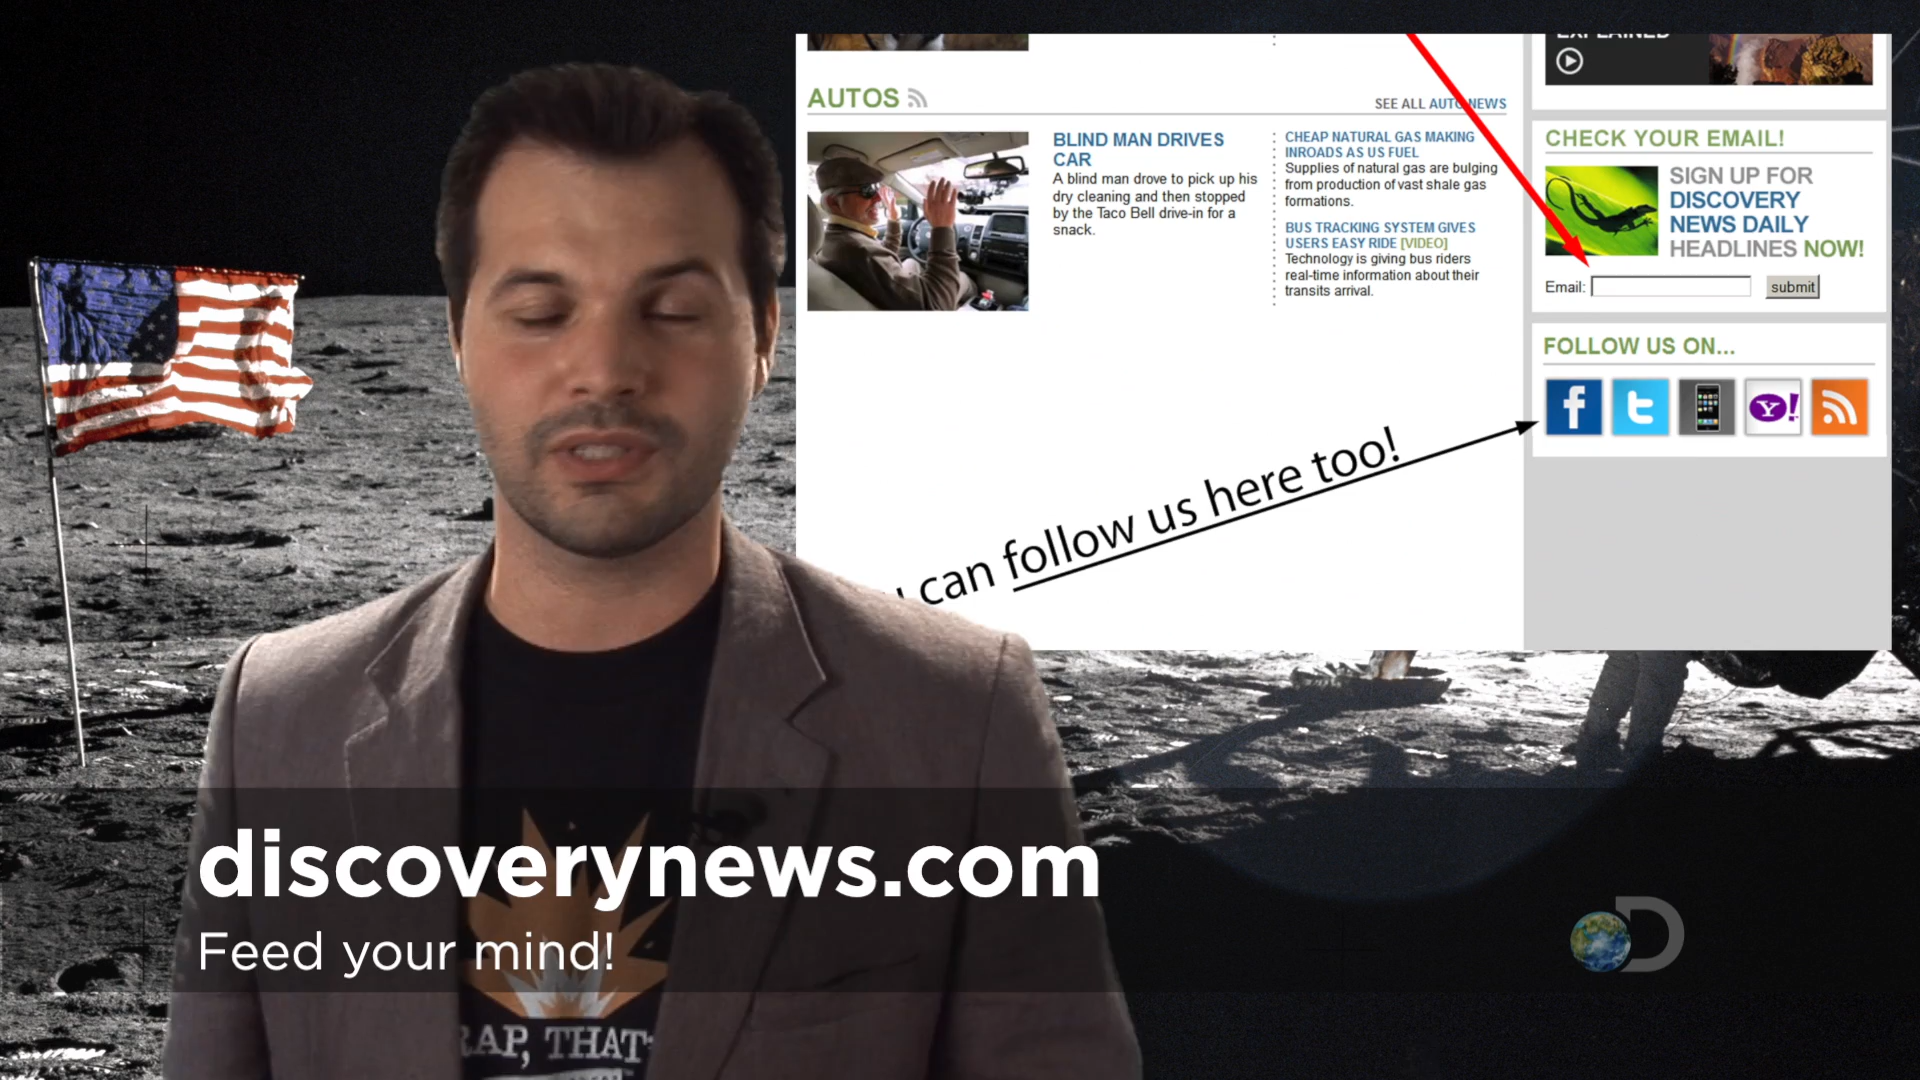 EXPLAINED
AUTOS
SEE ALL AUTO NEWS
BLIND MAN DRIVES
CAR
A blind man drove to pick up his
dry cleaning and then stopped
by the Taco Bell drive-in for a
snack.
CHEAP NATURAL GAS MAKING
INROADS AS US FUEL
Supplies of natural gas are bulging
from production of vast shale gas
formations.
BUS TRACKING SYSTEM GIVES
USERS EASY RIDE [VIDEO]
Technology is giving bus riders
real-time information about their
transits arrival.
CHECK YOUR EMAIL!
SIGN UP FOR
DISCOVERY
NEWS DAILY
HEADLINES NOW!
Email:
submit
FOLLOW US ON...
f
t
Y!
can follow us here too!
discoverynews.com
Feed your mind!
D
RAP, THAT